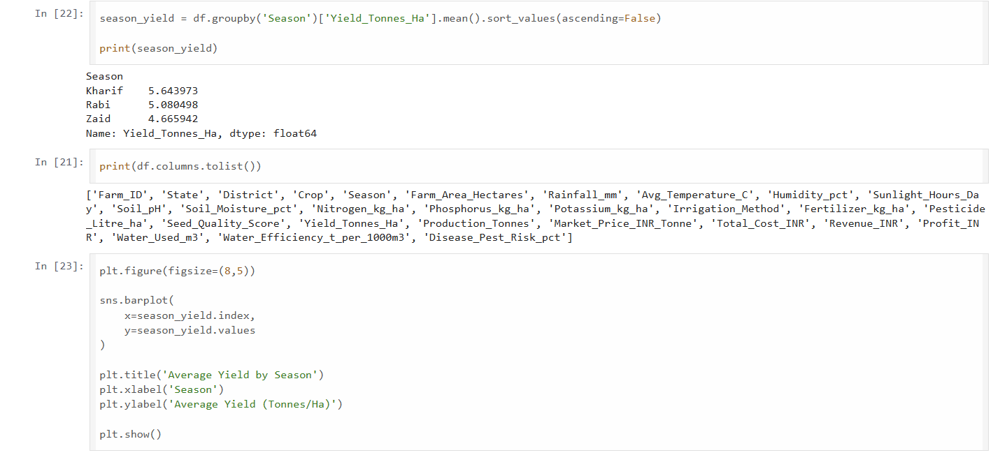 In [22]:
season_yield = df.groupby('Season')['Yield_Tonnes_Ha'].mean().sort_values(ascending=False)
print(season_yield)
Season
Kharif    5.643973
Rabi      5.080498
Zaid      4.665942
Name: Yield_Tonnes_Ha, dtype: float64
In [21]:
print(df.columns.tolist())
['Farm_ID', 'State', 'District', 'Crop', 'Season', 'Farm_Area_Hectares', 'Rainfall_mm', 'Avg_Temperature_C', 'Humidity_pct', 'Sunlight_Hours_Da
y', 'Soil_pH', 'Soil_Moisture_pct', 'Nitrogen_kg_ha', 'Phosphorus_kg_ha', 'Potassium_kg_ha', 'Irrigation_Method', 'Fertilizer_kg_ha', 'Pesticide
_Litre_ha', 'Seed_Quality_Score', 'Yield_Tonnes_Ha', 'Production_Tonnes', 'Market_Price_INR_Tonne', 'Total_Cost_INR', 'Revenue_INR', 'Profit_IN
R', 'Water_Used_m3', 'Water_Efficiency_t_per_1000m3', 'Disease_Pest_Risk_pct']
In [23]:
plt.figure(figsize=(8,5))
sns.barplot(
    x=season_yield.index,
    y=season_yield.values
)
plt.title('Average Yield by Season')
plt.xlabel('Season')
plt.ylabel('Average Yield (Tonnes/Ha)')
plt.show()